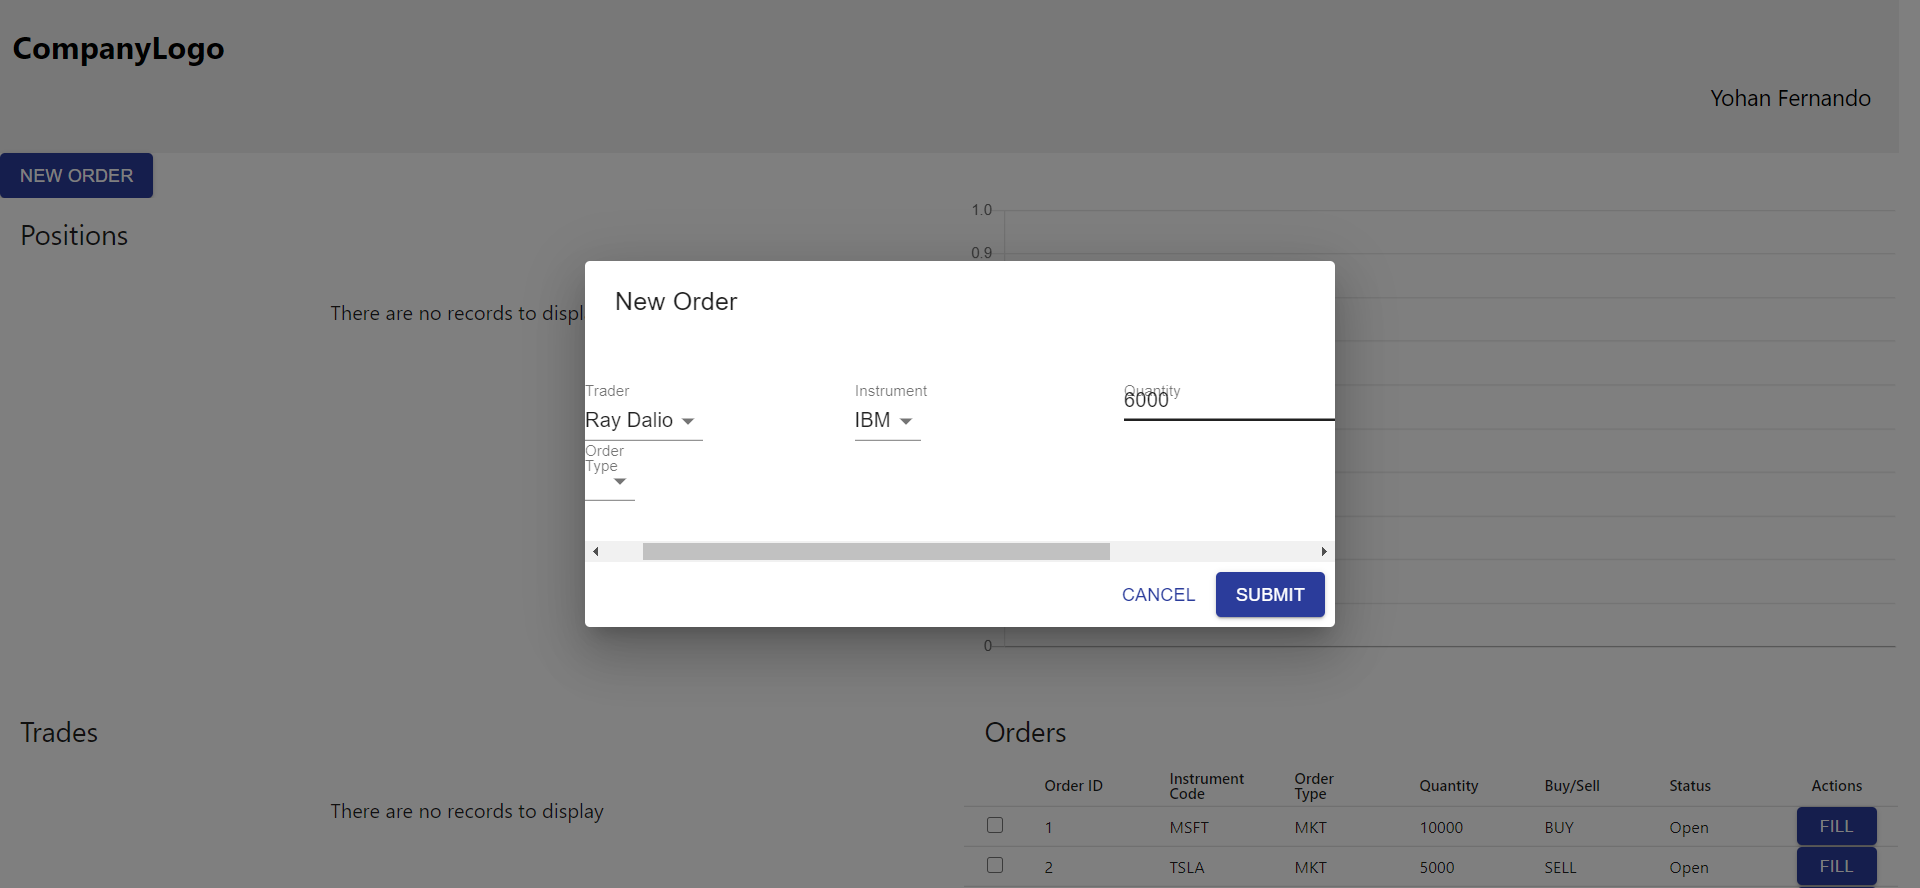 CompanyLogo
Yohan Fernando
NEW ORDER
Positions
There are no records to displ
1.0
0.9
0
New Order
Trader
Ray Dalio
Instrument
IBM
Quantity
6000
Order
Type
CANCEL
SUBMIT
Trades
There are no records to display
Orders
Order ID
Instrument
Code
Order
Type
Quantity
Buy/Sell
Status
Actions
1 MSFT MKT 10000 BUY Open FILL
2 TSLA MKT 5000 SELL Open FILL